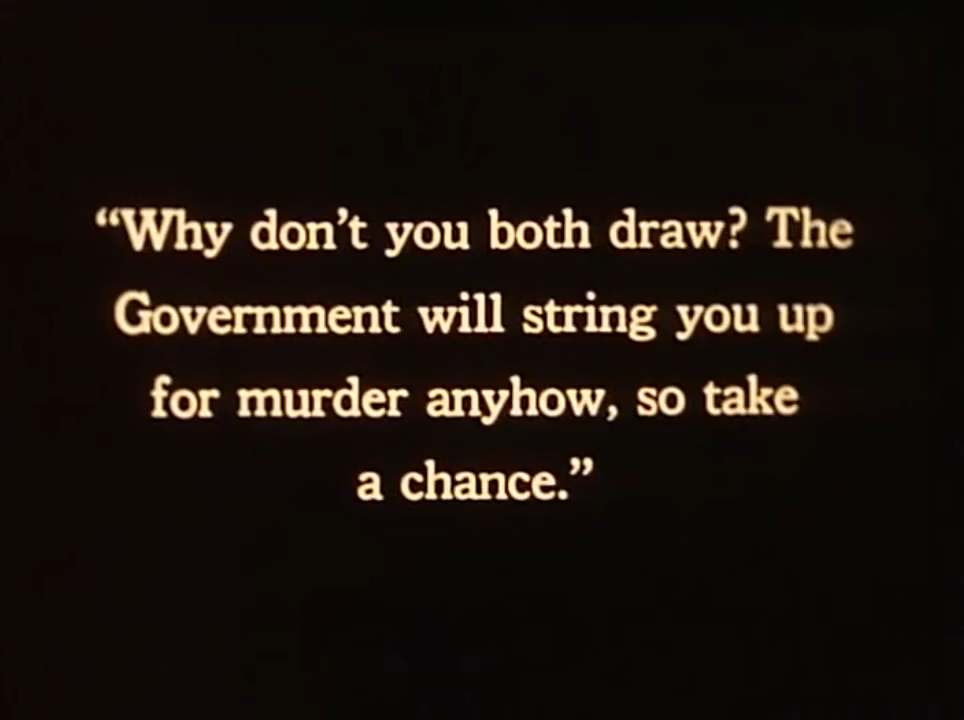 “Why don’t you both draw? The
Government will string you up
for murder anyhow, so take
a chance.”